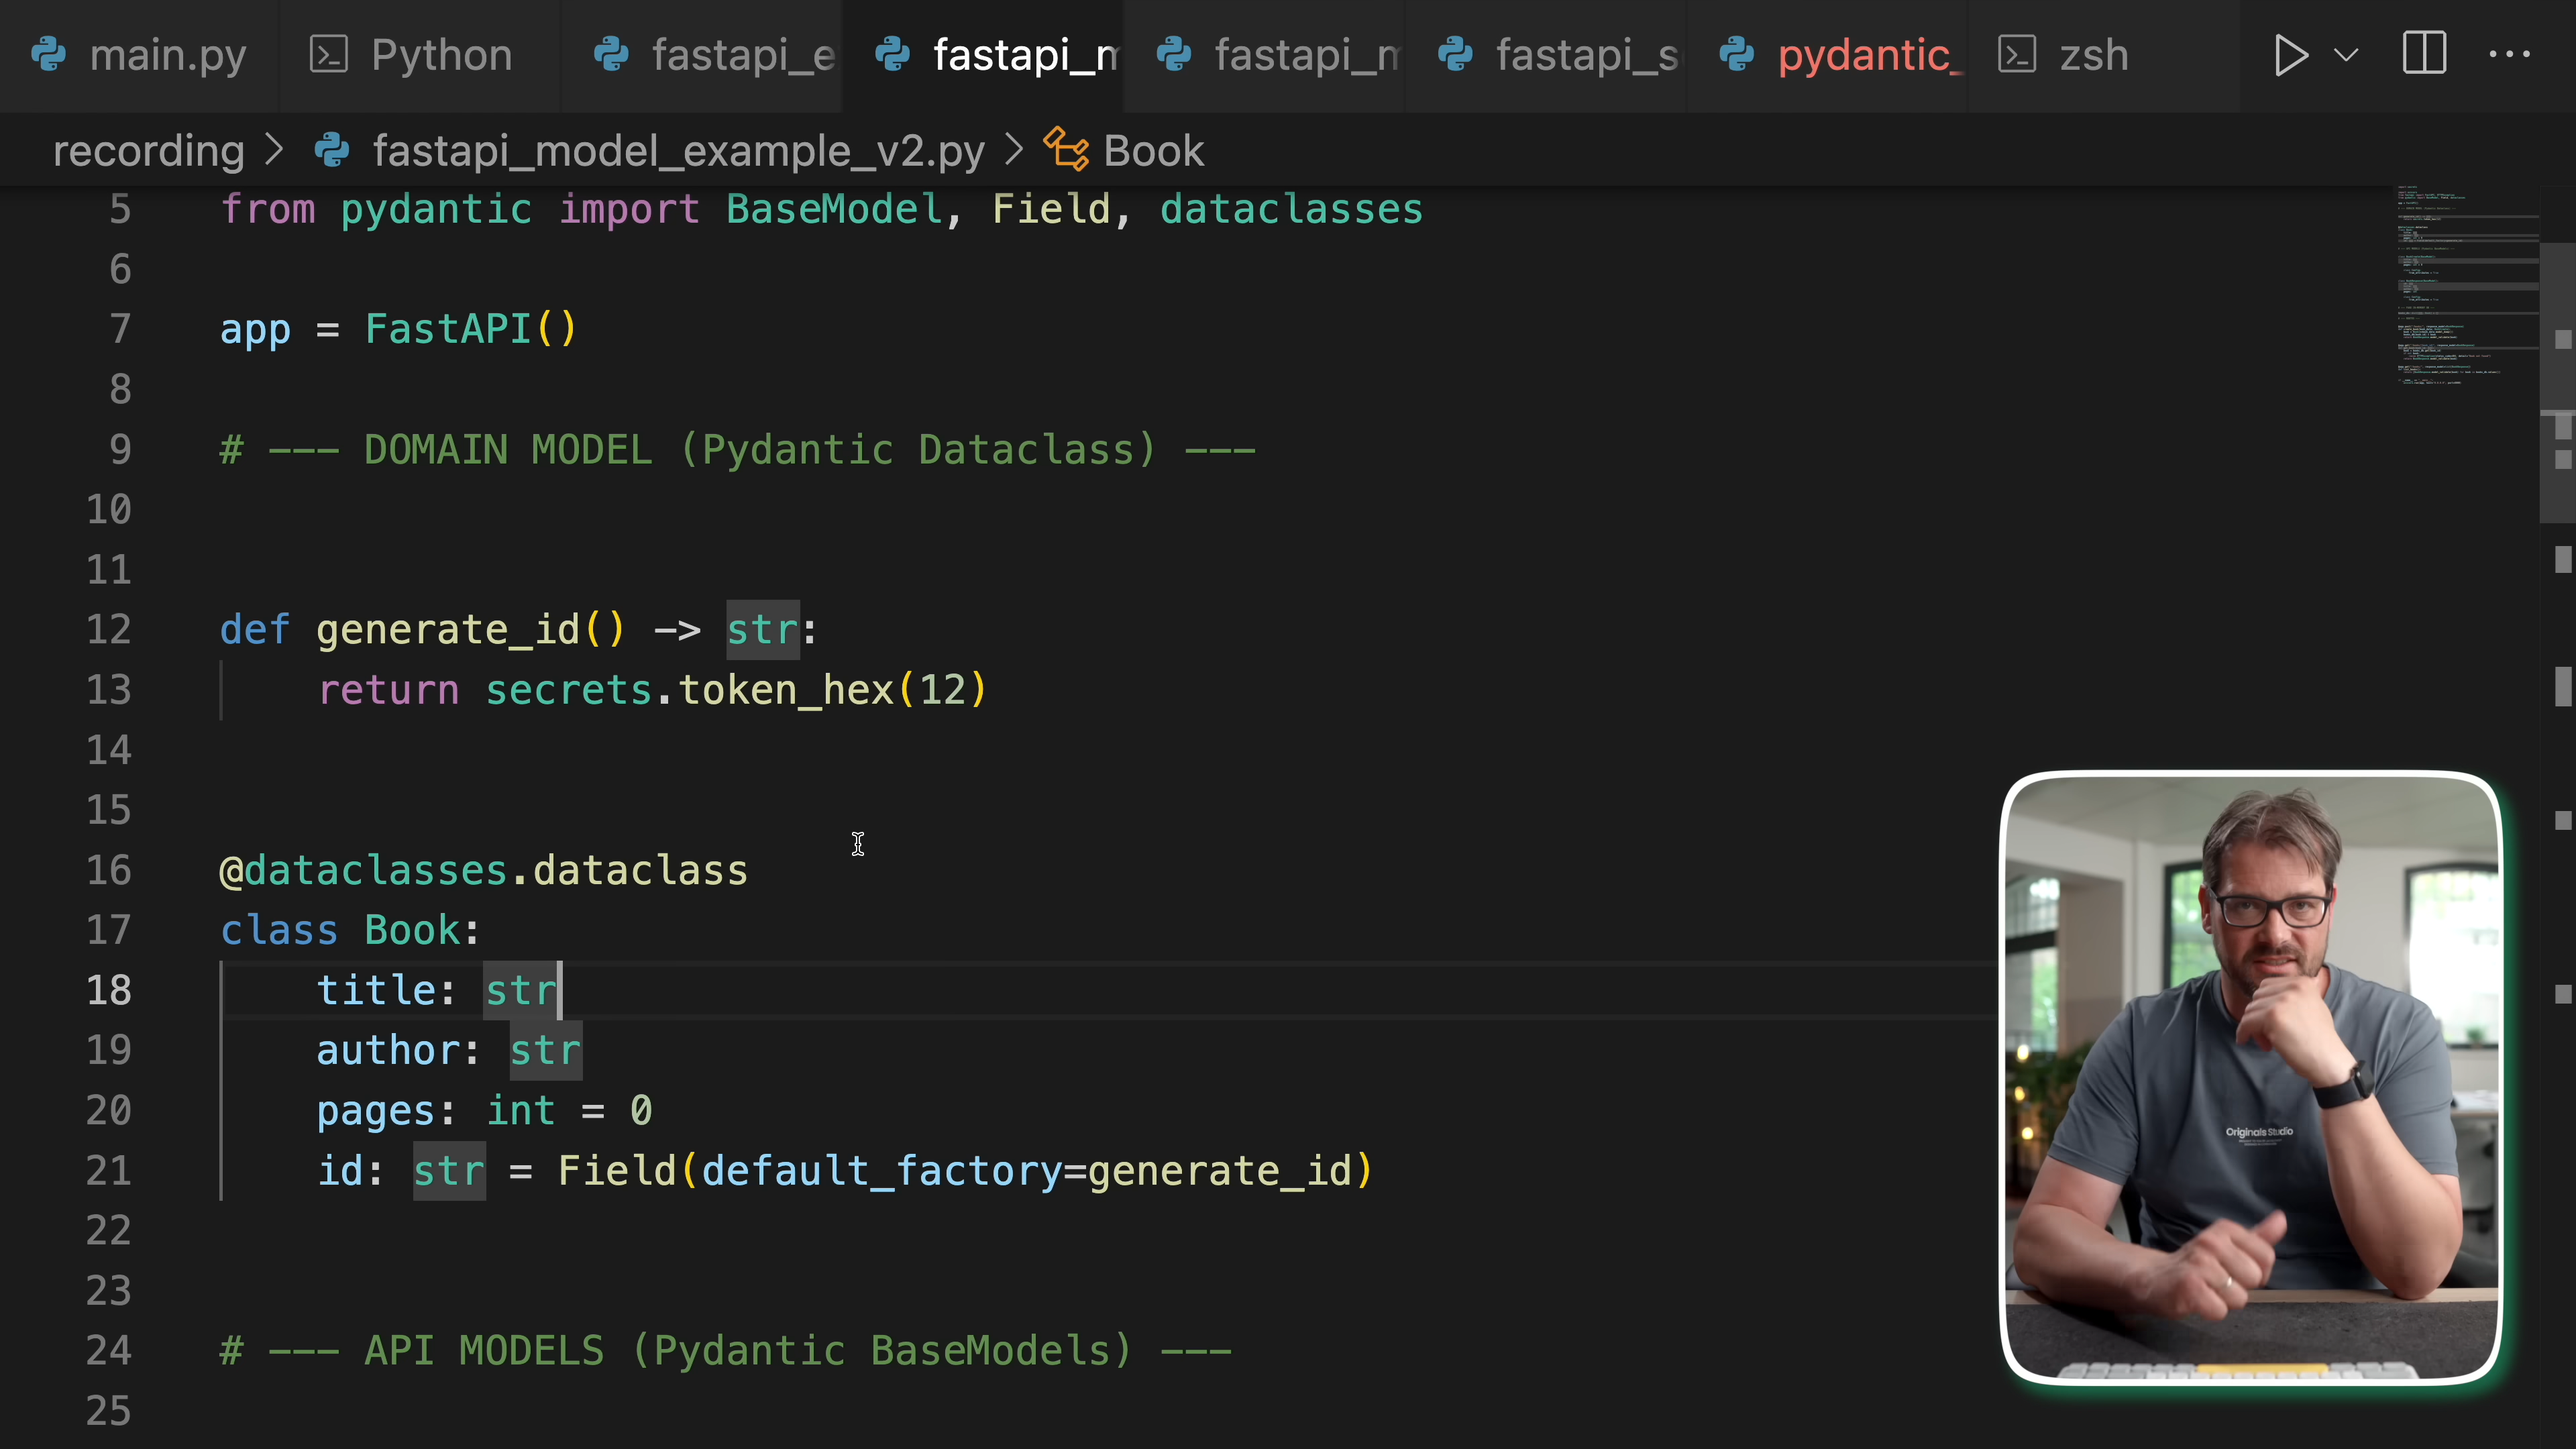 main.py Python fastapi_e fastapi_m fastapi_m fastapi_s pydantic_ zsh
recording > fastapi_model_example_v2.py > Book
5 from pydantic import BaseModel, Field, dataclasses
6
7 app = FastAPI()
8
9 # --- DOMAIN MODEL (Pydantic Dataclass) ---
10
11
12 def generate_id() -> str:
13 return secrets.token_hex(12)
14
15
16 @dataclasses.dataclass
17 class Book:
18 title: str
19 author: str
20 pages: int = 0
21 id: str = Field(default_factory=generate_id)
22
23
24 # --- API MODELS (Pydantic BaseModels) ---
25
Originals Studio